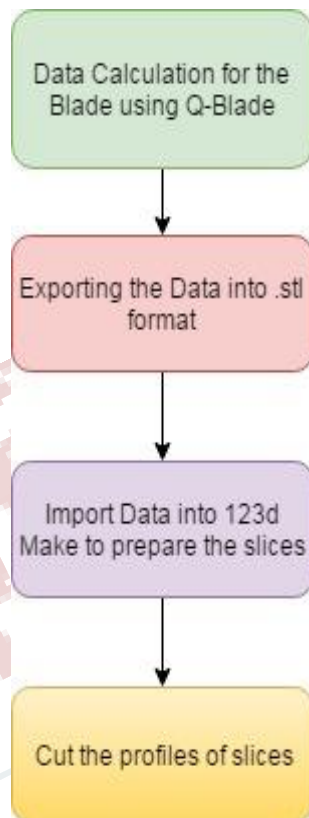 Data Calculation for the
Blade using Q-Blade
Exporting the Data into .stl
format
Import Data into 123d
Make to prepare the slices
Cut the profiles of slices